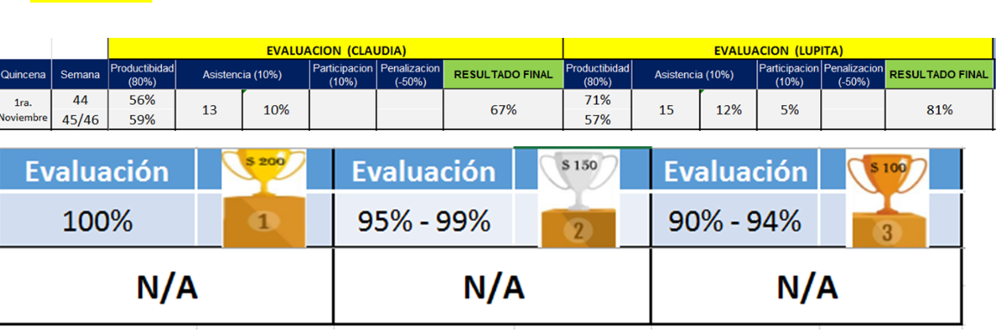 EVALUACION (CLAUDIA) EVALUACION (LUPITA)
Quincena Semana Productibidad (80%) Asistencia (10%) Participacion (10%) Penalizacion (-50%) RESULTADO FINAL Productibidad (80%) Asistencia (10%) Participacion (10%) Penalizacion (-50%) RESULTADO FINAL
1ra. Noviembre 44 56% 13 10% 67% 71% 15 12% 5% 81%
45/46 59% 57%
Evaluación $ 200 Evaluación $ 150 Evaluación $ 100
100% 1 95% - 99% 2 90% - 94% 3
N/A N/A N/A